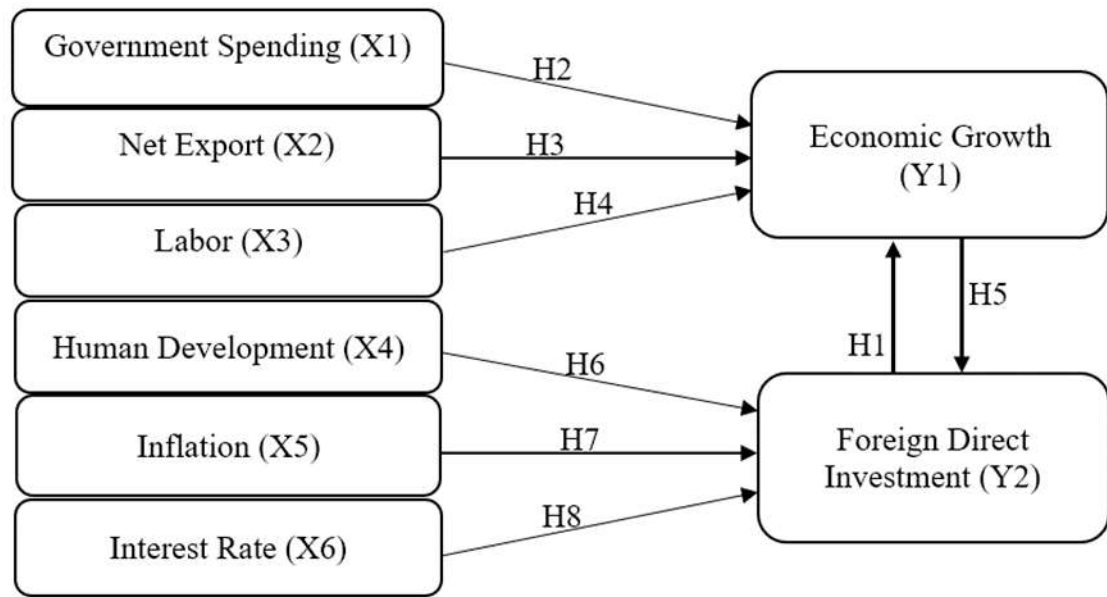 Government Spending (X1)
Net Export (X2)
Labor (X3)
Human Development (X4)
Inflation (X5)
Interest Rate (X6)
H2
H3
H4
H6
H7
H8
Economic Growth
(Y1)
H1
H5
Foreign Direct
Investment (Y2)